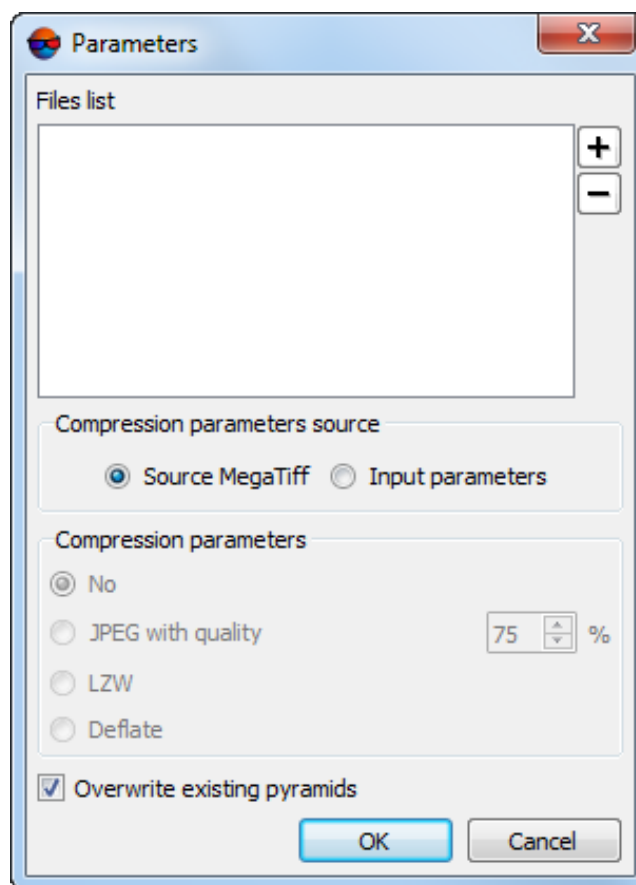 Parameters
Files list
+
−
Compression parameters source
Source MegaTiff Input parameters
Compression parameters
No
JPEG with quality 75 %
LZW
Deflate
Overwrite existing pyramids
OK Cancel